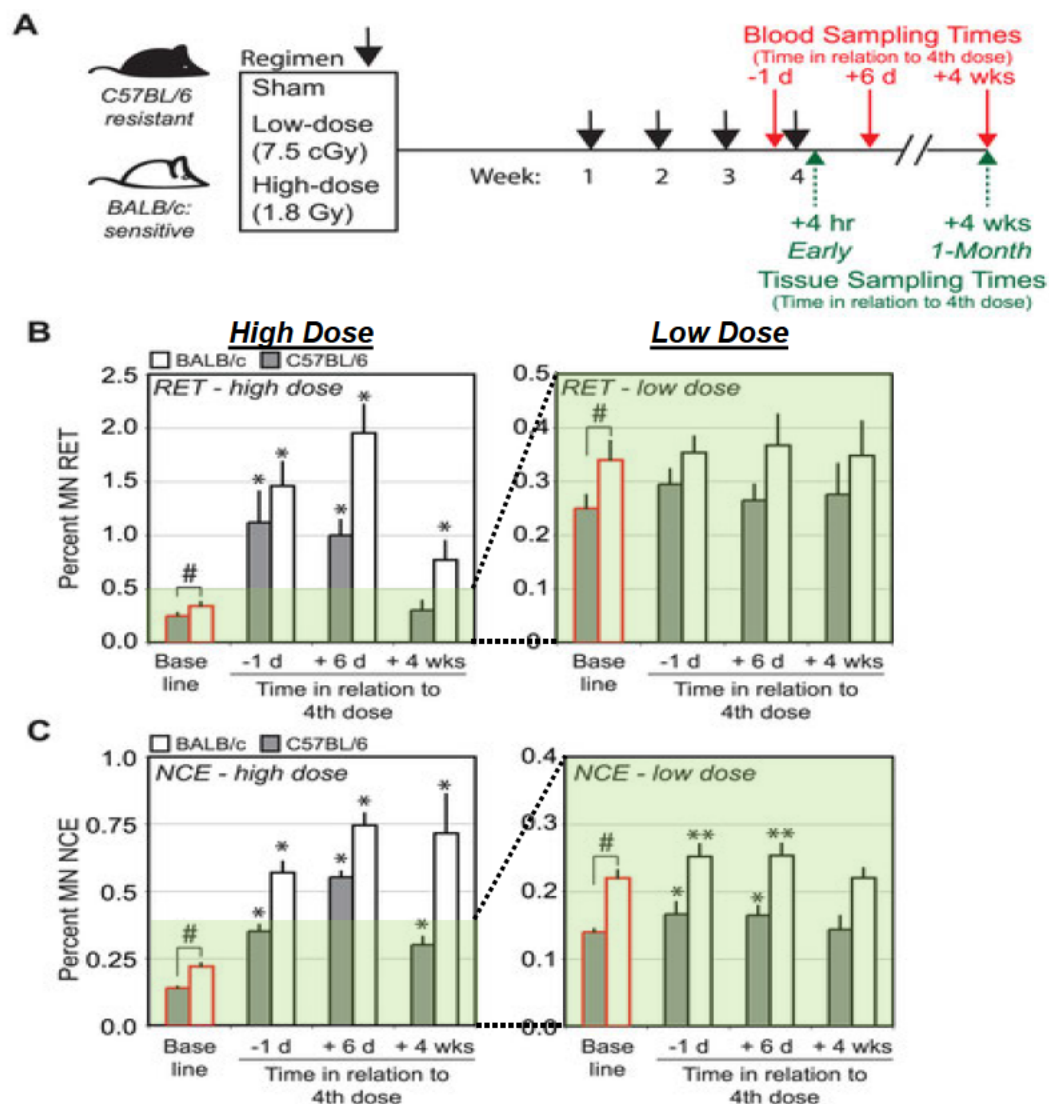 A
C57BL/6
resistant
BALB/c:
sensitive
Regimen
Sham
Low-dose
(7.5 cGy)
High-dose
(1.8 Gy)
Week: 1 2 3 4
Blood Sampling Times
(Time in relation to 4th dose)
-1 d +6 d +4 wks
+4 hr +4 wks
Early 1-Month
Tissue Sampling Times
(Time in relation to 4th dose)
B
High Dose Low Dose
BALB/c C57BL/6
RET - high dose
Percent MN RET
2.5
2.0
1.5
1.0
0.5
0.0
#
* * * * *
Base
line
-1 d + 6 d + 4 wks
Time in relation to
4th dose
RET - low dose
0.5
0.4
0.3
0.2
0.1
0
#
Base
line
-1 d + 6 d + 4 wks
Time in relation to
4th dose
C
BALB/c C57BL/6
NCE - high dose
Percent MN NCE
1.0
0.75
0.5
0.25
0.0
#
* * * * * *
Base
line
-1 d + 6 d + 4 wks
Time in relation to
4th dose
NCE - low dose
0.4
0.3
0.2
0.1
0.0
#
* ** * **
Base
line
-1 d + 6 d + 4 wks
Time in relation to
4th dose